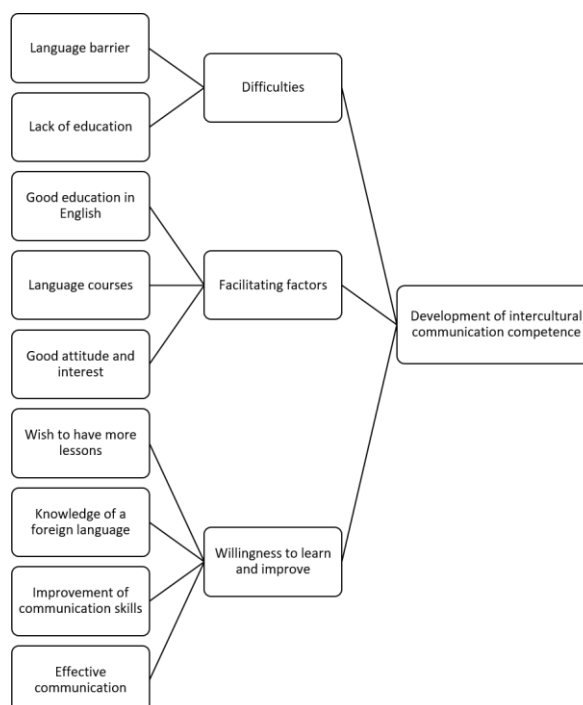 Language barrier
Difficulties
Lack of education
Good education in
English
Language courses
Facilitating factors
Development of intercultural
communication competence
Good attitude and
interest
Wish to have more
lessons
Knowledge of a
foreign language
Willingness to learn
and improve
Improvement of
communication skills
Effective
communication